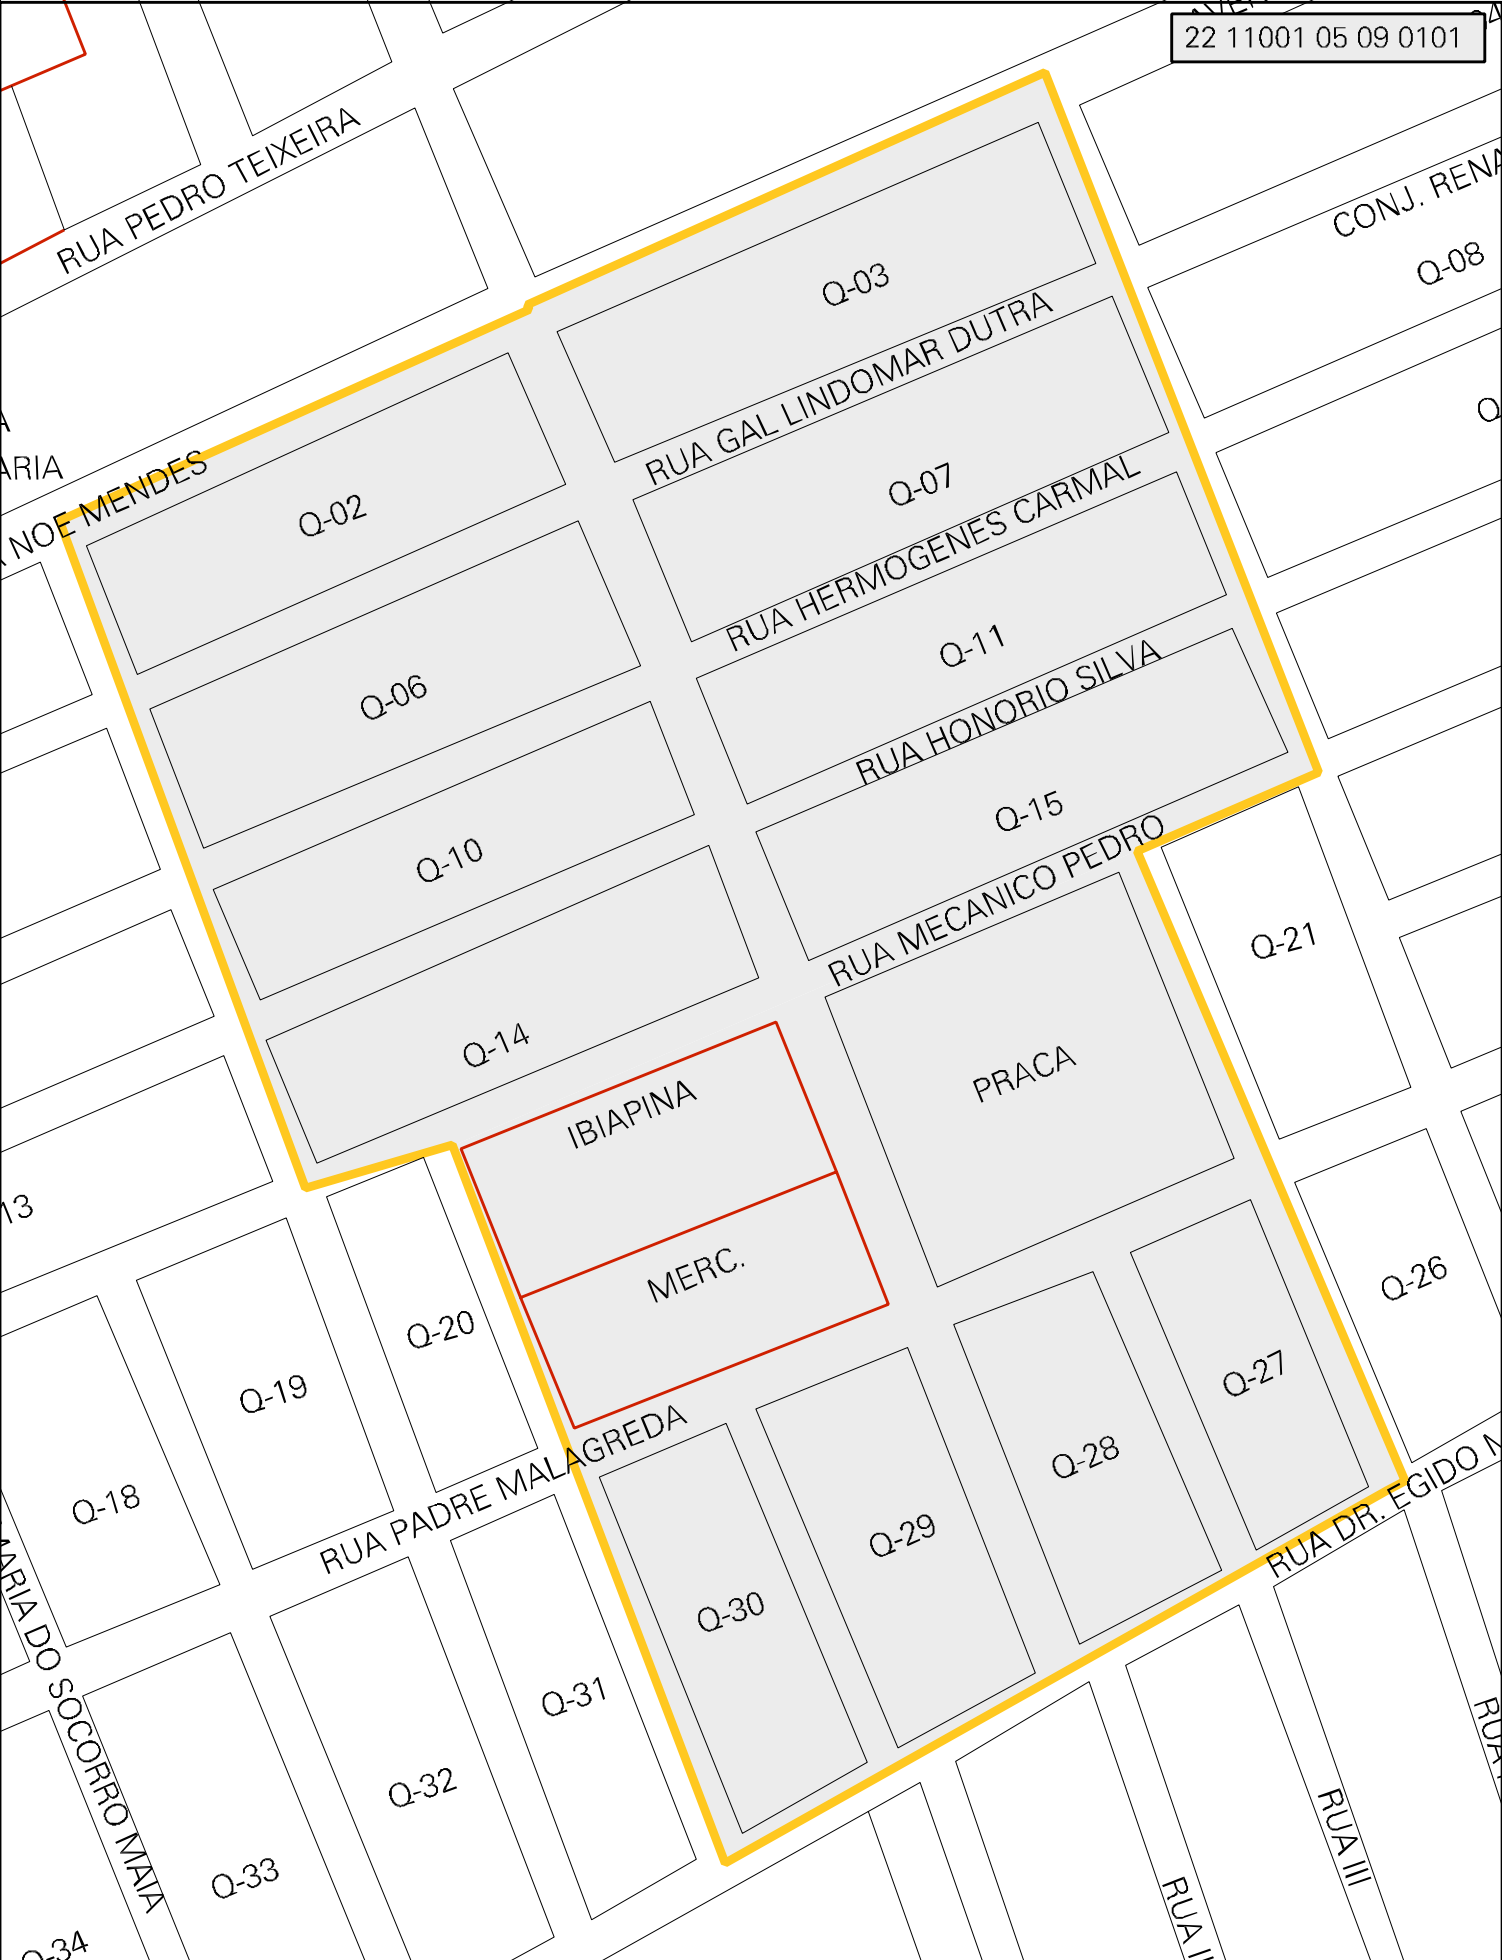 22 11001 05 09 0101
RUA PEDRO TEIXEIRA
CONJ. RENA
Q-08
Q-03
RUA GAL LINDOMAR DUTRA
ARIA
NOE MENDES
Q-02
Q-07
RUA HERMOGENES CARMAL
Q-06
Q-11
RUA HONORIO SILVA
Q-10
Q-15
RUA MECANICO PEDRO
Q-21
Q-14
PRACA
IBIAPINA
13
MERC.
Q-26
Q-20
Q-19
Q-27
RUA PADRE MALAGREDA
Q-28
Q-18
RUA DR. EGIDO N
Q-29
Q-30
MARIA DO SOCORRO MAIA
Q-31
Q-32
Q-33
RUA III
RUA
RUA I
-34